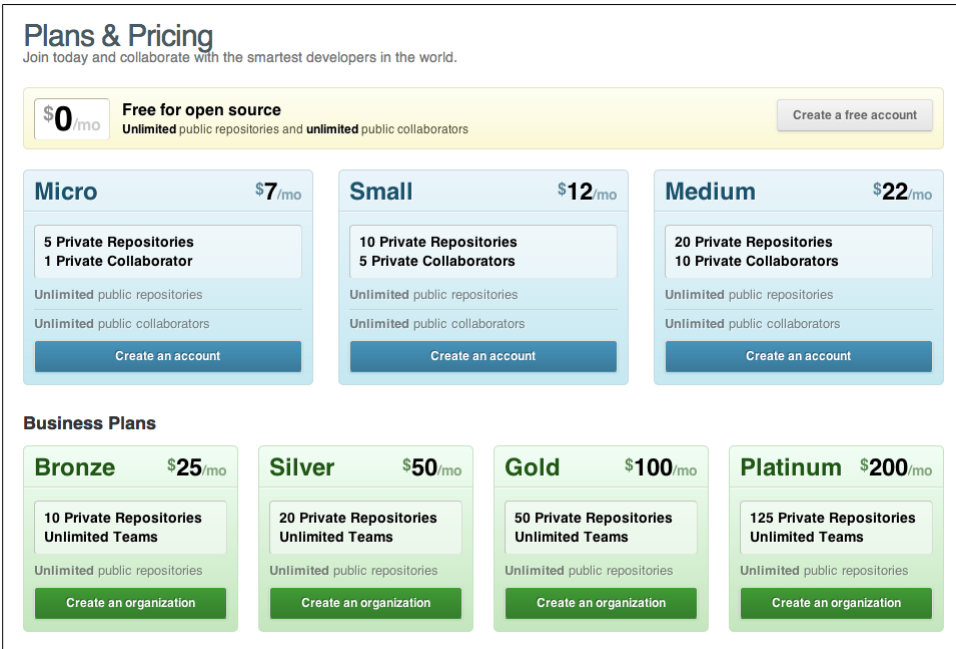 Plans & Pricing
Join today and collaborate with the smartest developers in the world.
$0/mo
Free for open source
Unlimited public repositories and unlimited public collaborators
Create a free account
Micro $7/mo
5 Private Repositories
1 Private Collaborator
Unlimited public repositories
Unlimited public collaborators
Create an account
Small $12/mo
10 Private Repositories
5 Private Collaborators
Unlimited public repositories
Unlimited public collaborators
Create an account
Medium $22/mo
20 Private Repositories
10 Private Collaborators
Unlimited public repositories
Unlimited public collaborators
Create an account
Business Plans
Bronze $25/mo
10 Private Repositories
Unlimited Teams
Unlimited public repositories
Create an organization
Silver $50/mo
20 Private Repositories
Unlimited Teams
Unlimited public repositories
Create an organization
Gold $100/mo
50 Private Repositories
Unlimited Teams
Unlimited public repositories
Create an organization
Platinum $200/mo
125 Private Repositories
Unlimited Teams
Unlimited public repositories
Create an organization